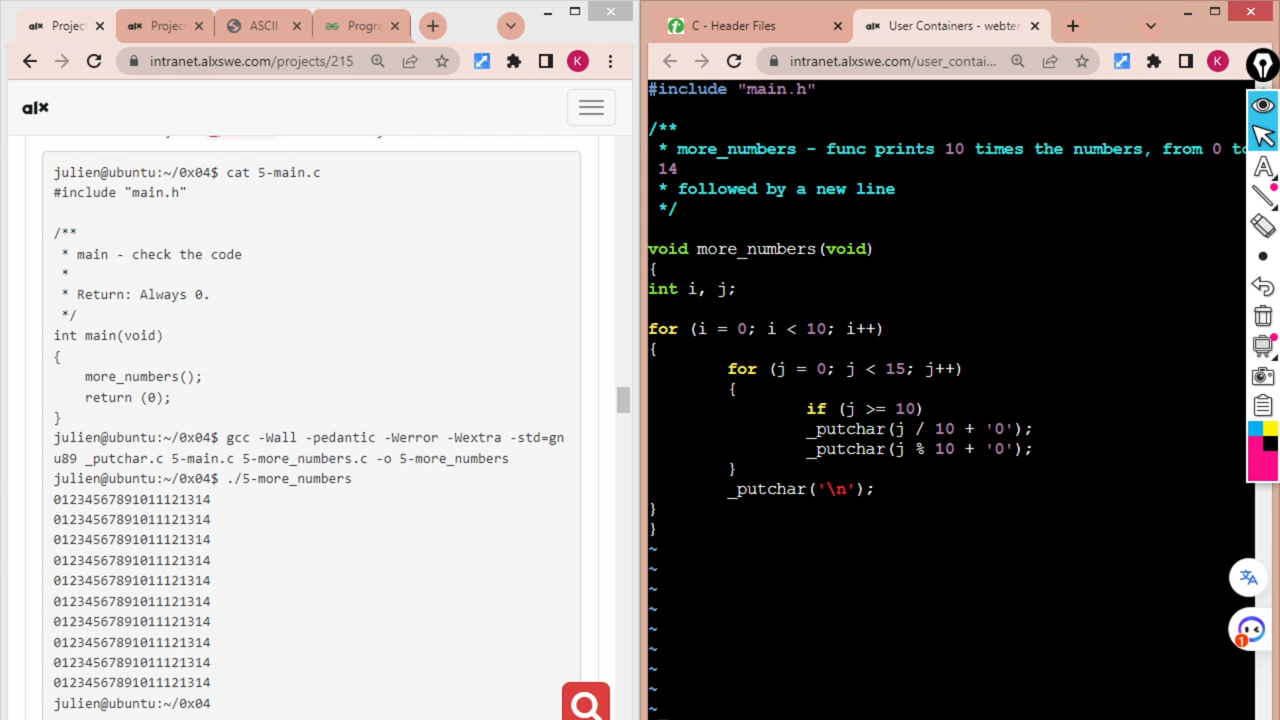 Projec
Projec
ASCII
Progra
intranet.alxswe.com/projects/215
K
alx
julien@ubuntu:~/0x04$ cat 5-main.c
#include "main.h"
/**
 * main - check the code
 *
 * Return: Always 0.
 */
int main(void)
{
    more_numbers();
    return (0);
}
julien@ubuntu:~/0x04$ gcc -Wall -pedantic -Werror -Wextra -std=gn
u89 _putchar.c 5-main.c 5-more_numbers.c -o 5-more_numbers
julien@ubuntu:~/0x04$ ./5-more_numbers
01234567891011121314
01234567891011121314
01234567891011121314
01234567891011121314
01234567891011121314
01234567891011121314
01234567891011121314
01234567891011121314
01234567891011121314
01234567891011121314
julien@ubuntu:~/0x04
C - Header Files
User Containers - webter
intranet.alxswe.com/user_contai...
K
#include "main.h"
/**
 * more_numbers - func prints 10 times the numbers, from 0 to
 14
 * followed by a new line
 */
void more_numbers(void)
{
int i, j;
for (i = 0; i < 10; i++)
{
        for (j = 0; j < 15; j++)
        {
                if (j >= 10)
                _putchar(j / 10 + '0');
                _putchar(j % 10 + '0');
        }
        _putchar('\n');
}
}
~
~
~
~
~
~
~
~
~
A
1